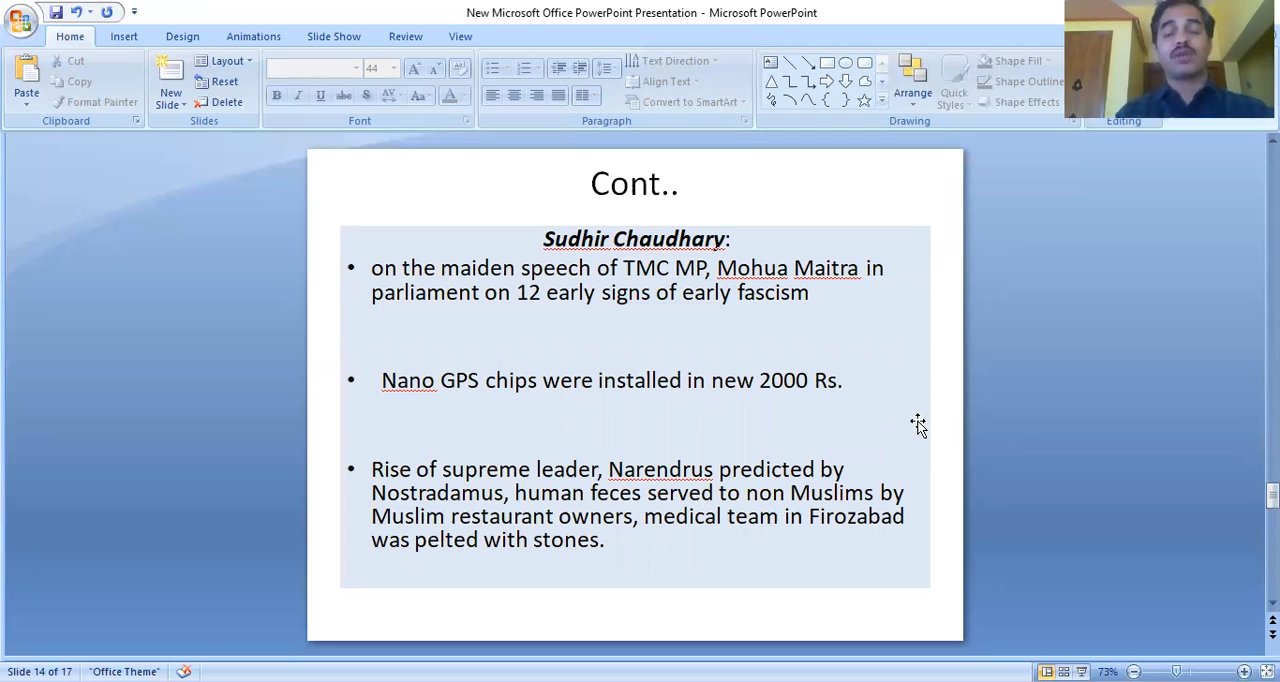 New Microsoft Office PowerPoint Presentation - Microsoft PowerPoint
Home Insert Design Animations Slide Show Review View
Paste
Cut
Copy
Format Painter
Clipboard
New
Slide
Layout
Reset
Delete
Slides
44
Font
Text Direction
Align Text
Convert to SmartArt
Paragraph
Arrange
Quick
Styles
Shape Fill
Shape Outline
Shape Effects
Drawing
Editing
Cont..
Sudhir Chaudhary:
• on the maiden speech of TMC MP, Mohua Maitra in
parliament on 12 early signs of early fascism
• Nano GPS chips were installed in new 2000 Rs.
• Rise of supreme leader, Narendrus predicted by
Nostradamus, human feces served to non Muslims by
Muslim restaurant owners, medical team in Firozabad
was pelted with stones.
Slide 14 of 17 "Office Theme" 73%